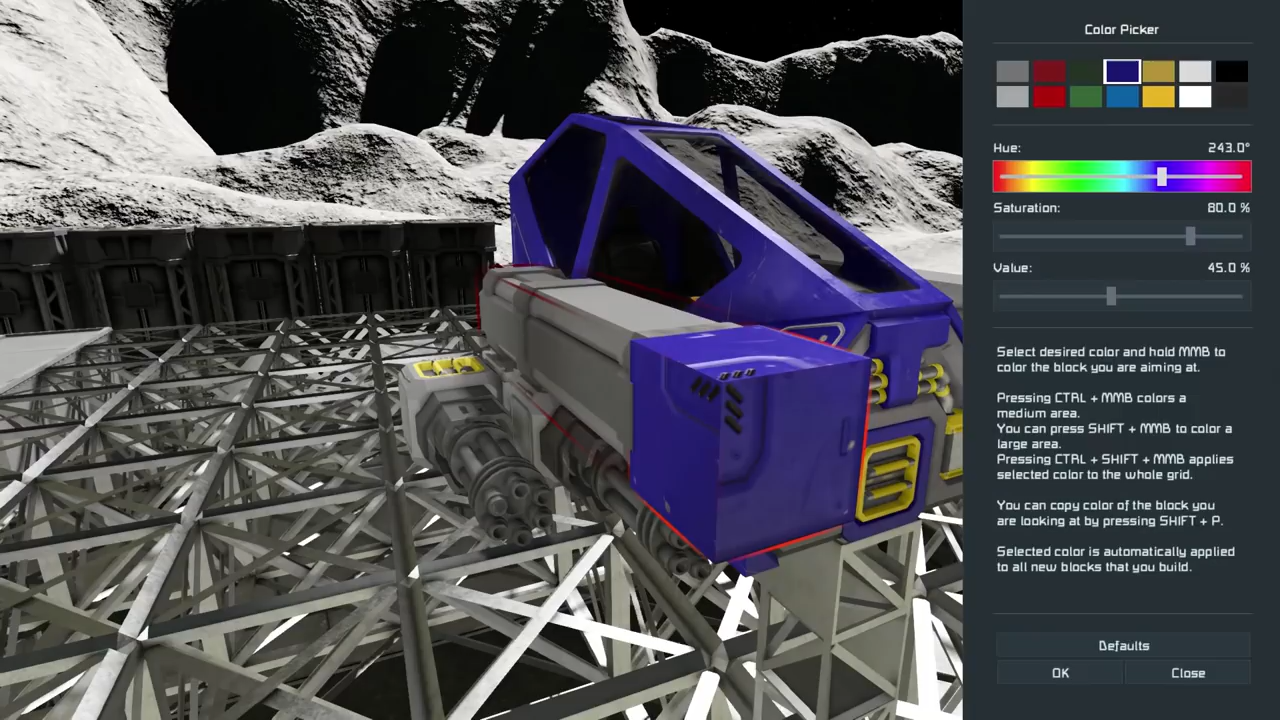 Color Picker
Hue: 243.0°
Saturation: 80.0 %
Value: 45.0 %
Select desired color and hold MMB to
color the block you are aiming at.
Pressing CTRL + MMB colors a
medium area.
You can press SHIFT + MMB to color a
large area.
Pressing CTRL + SHIFT + MMB applies
selected color to the whole grid.
You can copy color of the block you
are looking at by pressing SHIFT + P.
Selected color is automatically applied
to all new blocks that you build.
Defaults
OK Close